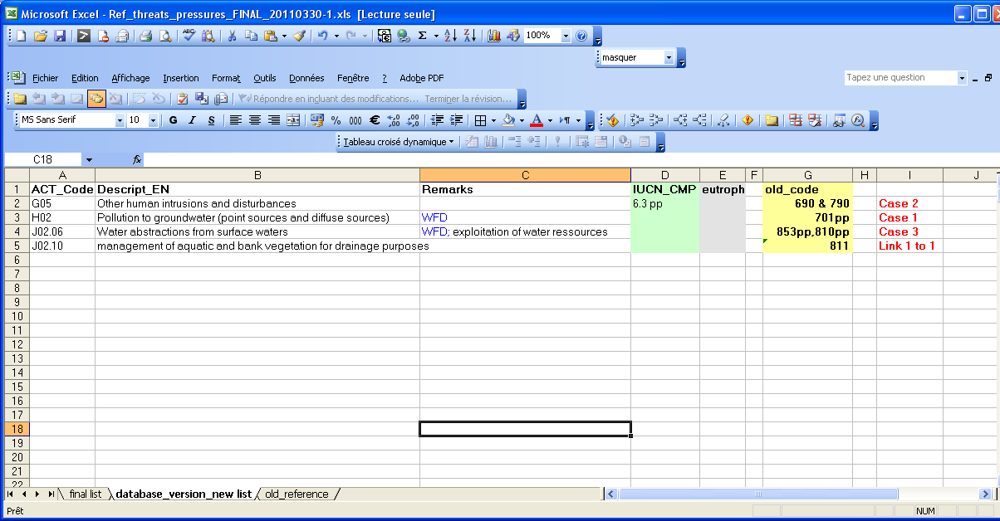 Microsoft Excel - Ref_threats_pressures_FINAL_20110330-1.xls [Lecture seule]
100%
masquer
Fichier Edition Affichage Insertion Format Outils Données Fenêtre ? Adobe PDF Tapez une question
Répondre en incluant des modifications... Terminer la révision...
MS Sans Serif 10 G I S % 000 €
Tableau croisé dynamique
C18 fx
A B C D E F G H I J
1 ACT_Code Descript_EN Remarks IUCN_CMP eutroph old_code
2 G05 Other human intrusions and disturbances 6.3 pp 690 & 790 Case 2
3 H02 Pollution to groundwater (point sources and diffuse sources) WFD 701pp Case 1
4 J02.06 Water abstractions from surface waters WFD; exploitation of water ressources 853pp,810pp Case 3
5 J02.10 management of aquatic and bank vegetation for drainage purposes 811 Link 1 to 1
6
7
8
9
10
11
12
13
14
15
16
17
18
19
20
21
22
final list database_version_new list old_reference
Prêt NUM